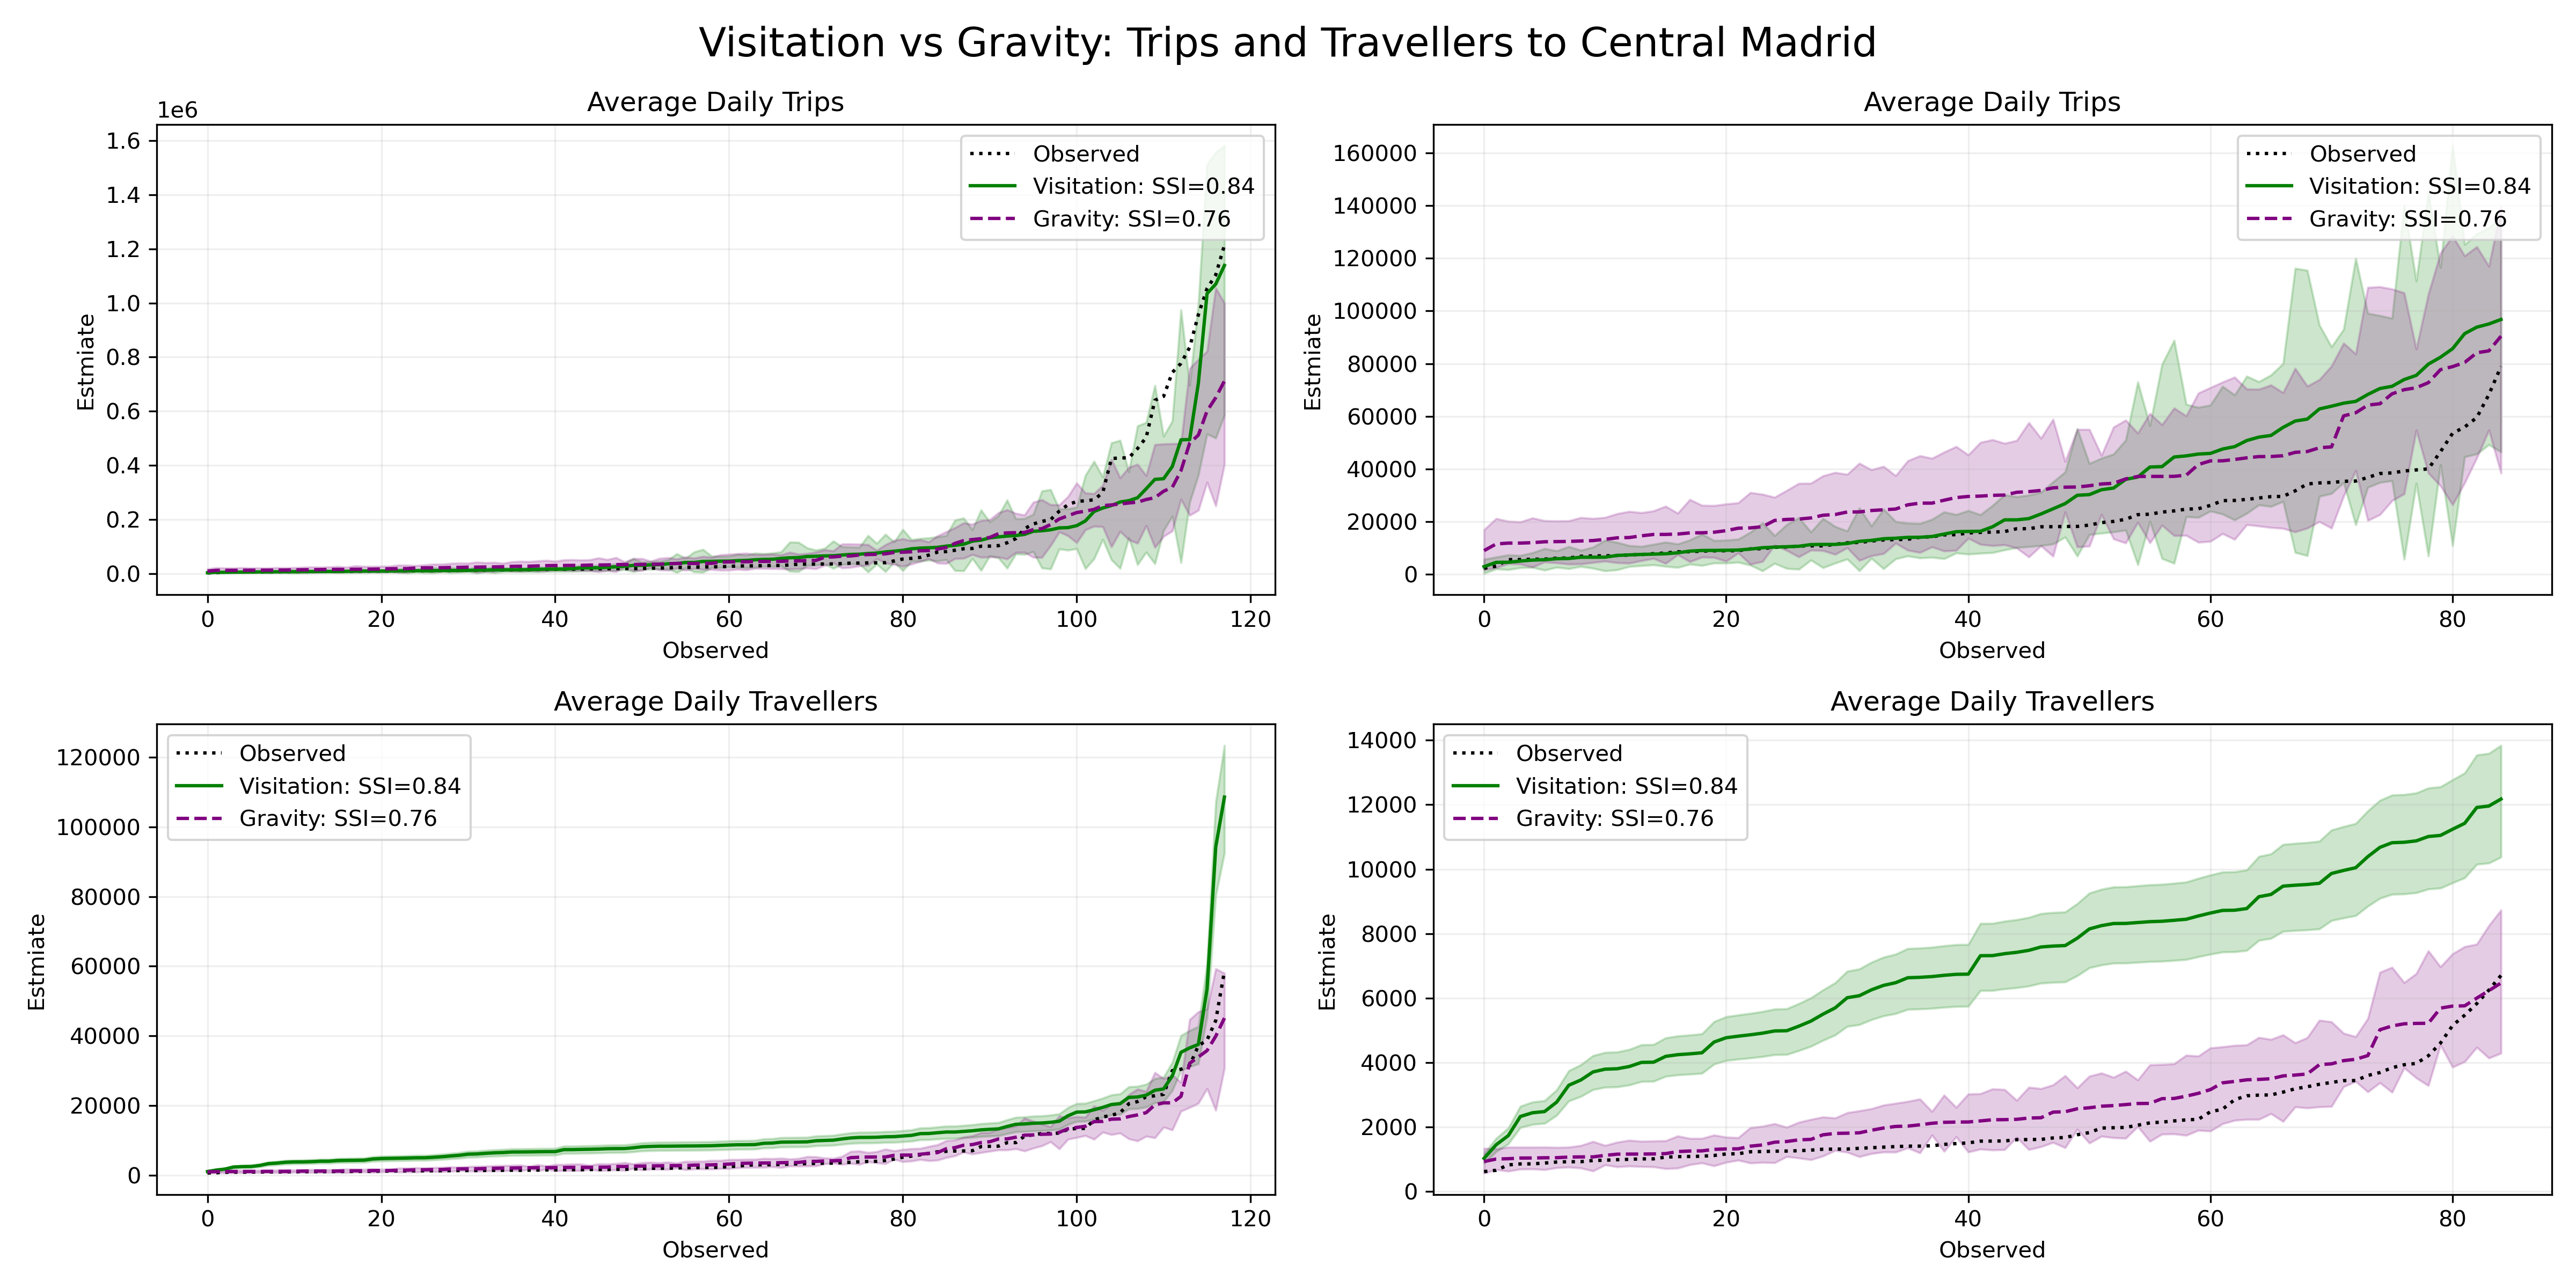 Visitation vs Gravity: Trips and Travellers to Central Madrid
Average Daily Trips
1e6
1.6
1.4
1.2
1.0
0.8
0.6
0.4
0.2
0.0
Estmiate
Observed
Visitation: SSI=0.84
Gravity: SSI=0.76
0 20 40 60 80 100 120
Observed
Average Daily Trips
160000
140000
120000
100000
80000
60000
40000
20000
0
Estmiate
Observed
Visitation: SSI=0.84
Gravity: SSI=0.76
0 20 40 60 80
Observed
Average Daily Travellers
120000
100000
80000
60000
40000
20000
0
Estmiate
Observed
Visitation: SSI=0.84
Gravity: SSI=0.76
0 20 40 60 80 100 120
Observed
Average Daily Travellers
14000
12000
10000
8000
6000
4000
2000
0
Estmiate
Observed
Visitation: SSI=0.84
Gravity: SSI=0.76
0 20 40 60 80
Observed